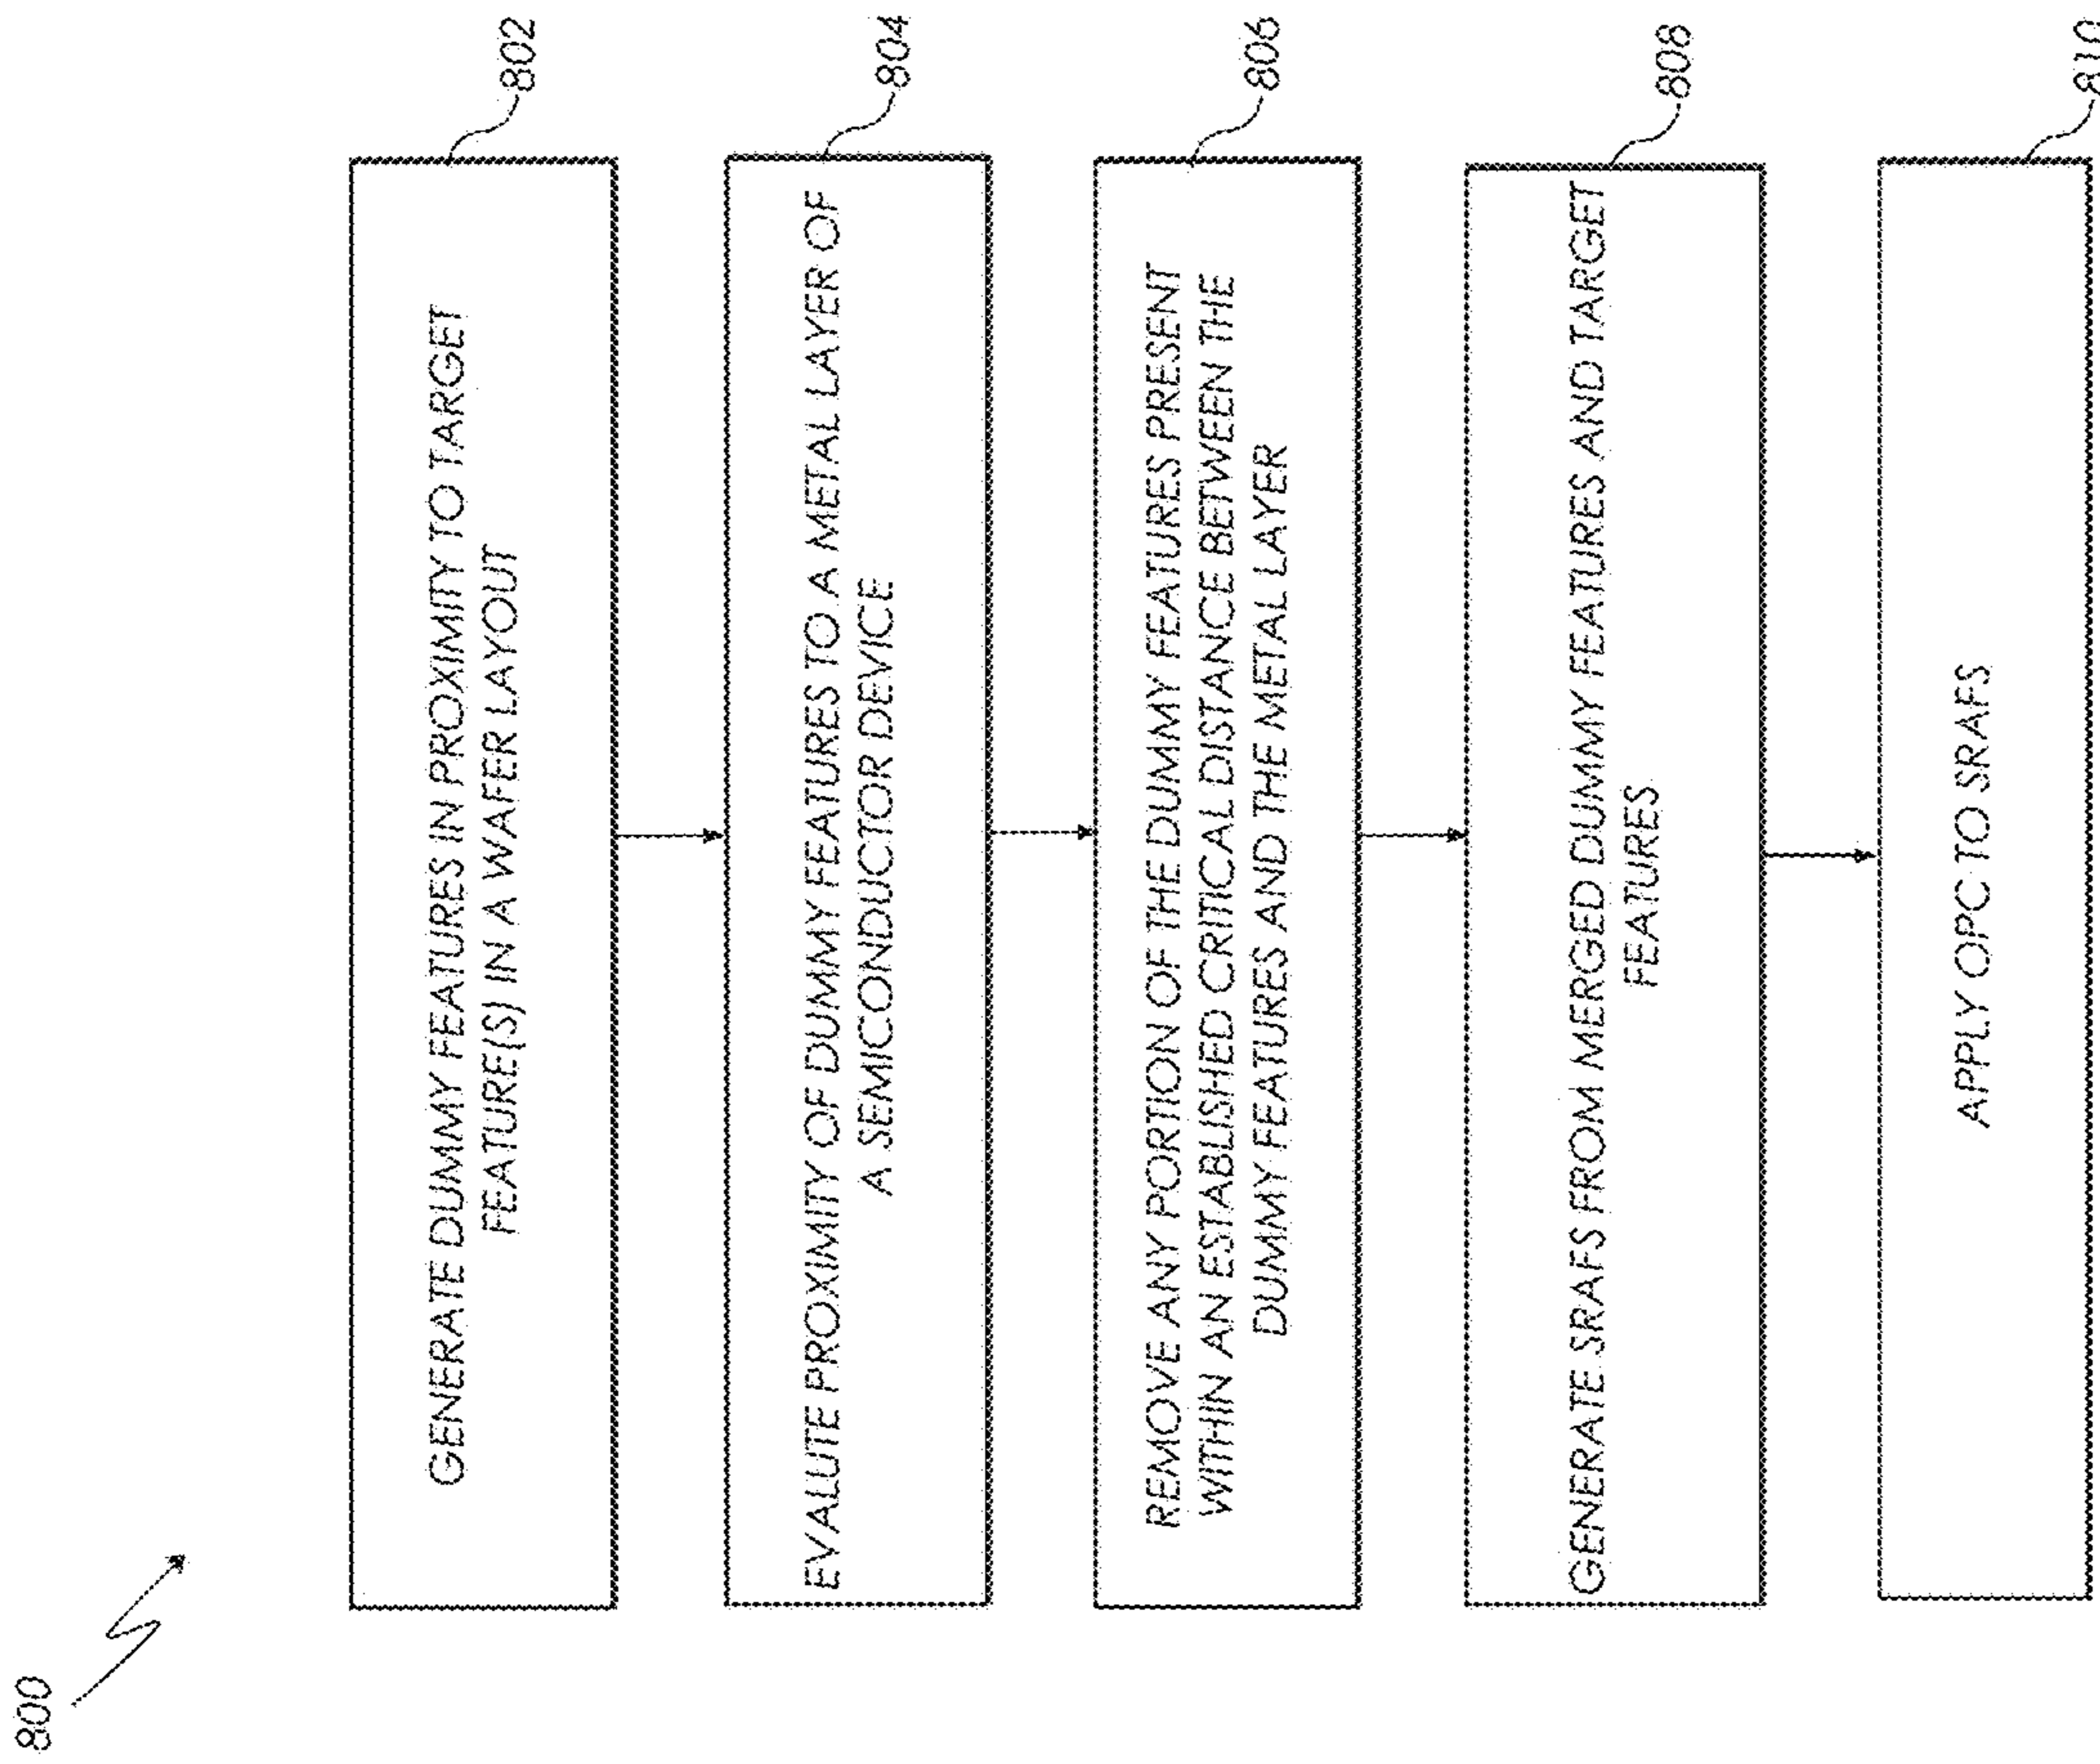 800
GENERATE DUMMY FEATURES IN PROXIMITY TO TARGET
FEATURE(S) IN A WAFER LAYOUT
802
EVALUTE PROXIMITY OF DUMMY FEATURES TO A METAL LAYER OF
A SEMICONDUCTOR DEVICE
804
REMOVE ANY PORTION OF THE DUMMY FEATURES PRESENT
WITHIN AN ESTABLISHED CRITICAL DISTANCE BETWEEN THE
DUMMY FEATURES AND THE METAL LAYER
806
GENERATE SRAFS FROM MERGED DUMMY FEATURES AND TARGET
FEATURES
808
APPLY OPC TO SRAFS
810